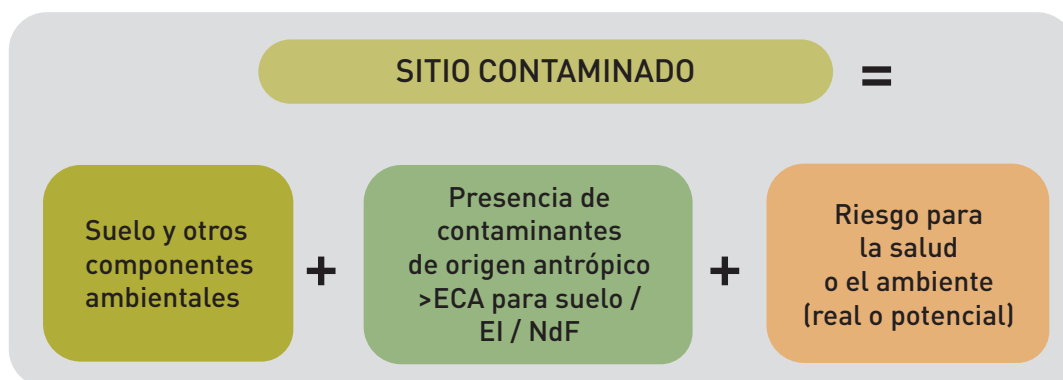 SITIO CONTAMINADO =
Suelo y otros
componentes
ambientales
+
Presencia de
contaminantes
de origen antrópico
>ECA para suelo /
EI / NdF
+
Riesgo para
la salud
o el ambiente
(real o potencial)